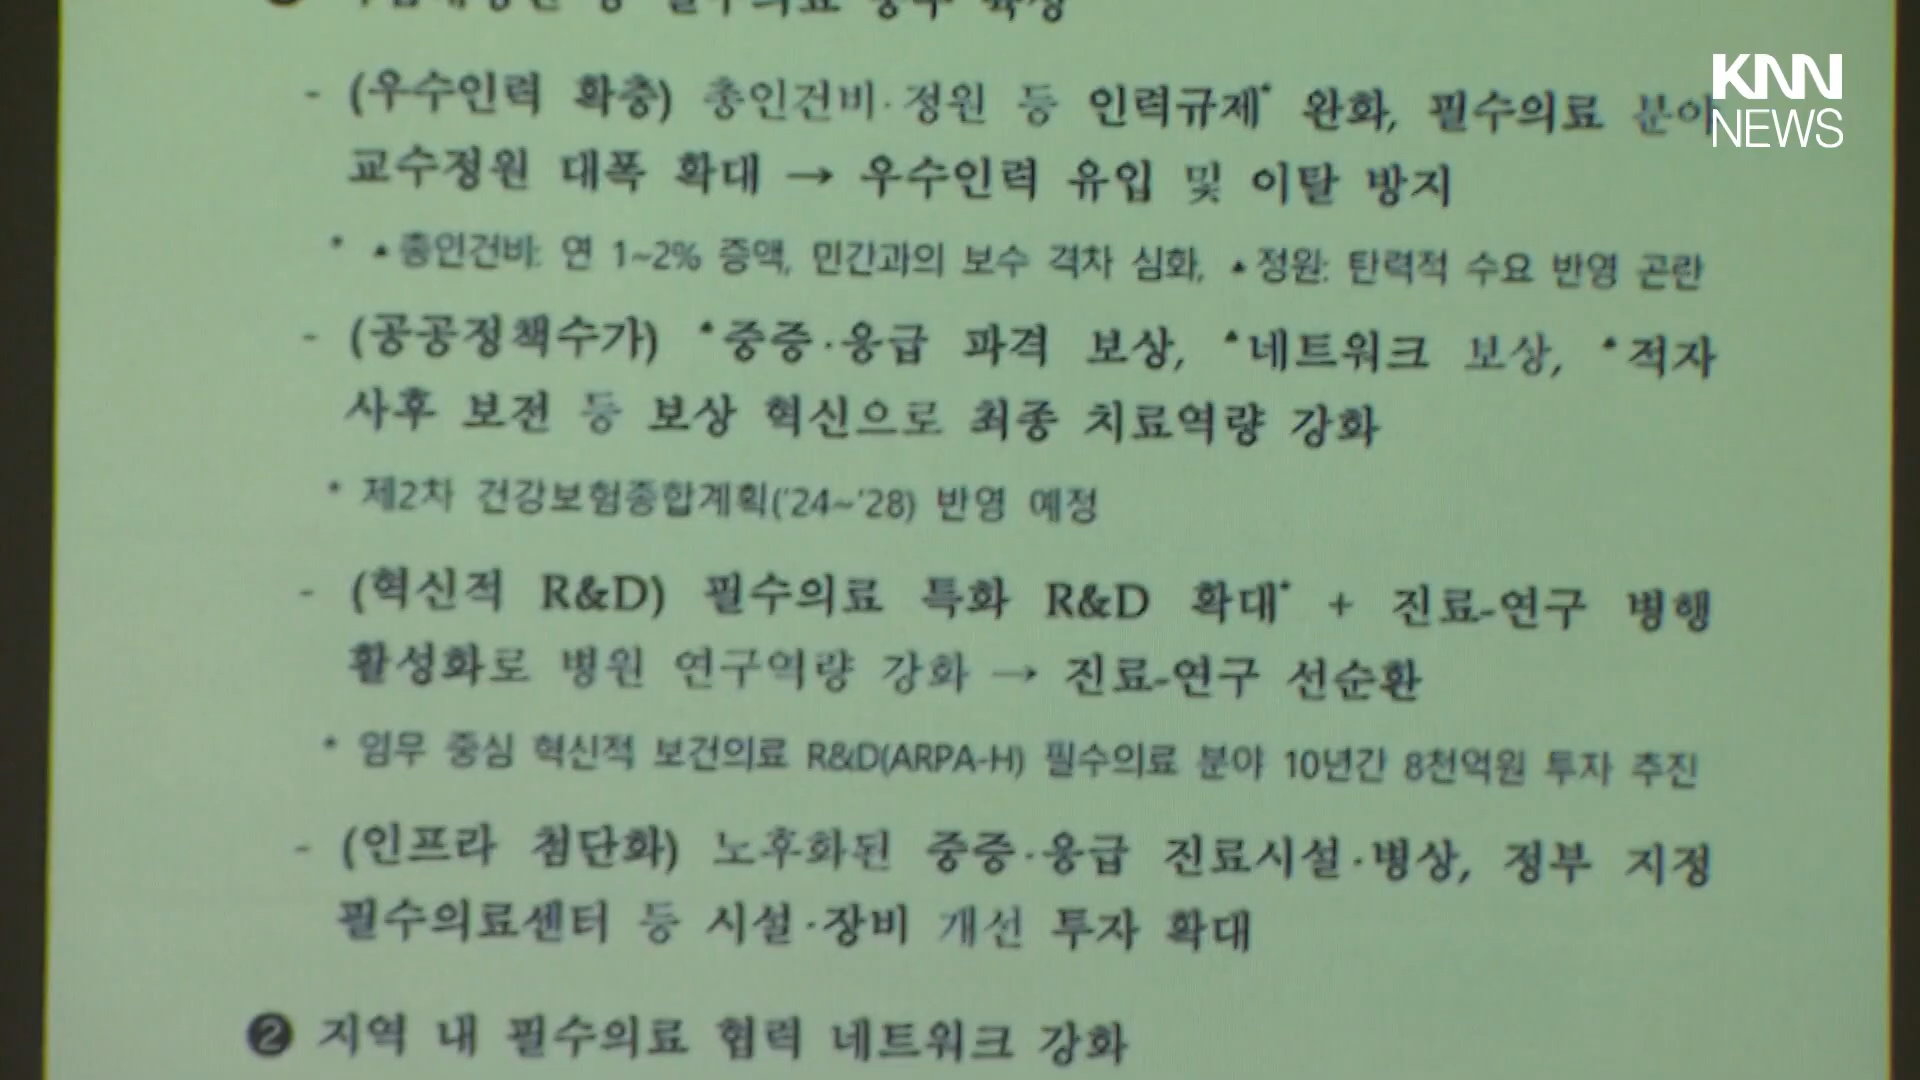 필수의료 중추 육성
- (우수인력 확충) 총인건비·정원 등 인력규제* 완화, 필수의료 분야
교수정원 대폭 확대 → 우수인력 유입 및 이탈 방지
* ▲총인건비: 연 1~2% 증액, 민간과의 보수 격차 심화, ▲정원: 탄력적 수요 반영 곤란
- (공공정책수가) ▲중증·응급 파격 보상, ▲네트워크 보상, ▲적자
사후 보전 등 보상 혁신으로 최종 치료역량 강화
* 제2차 건강보험종합계획('24~'28) 반영 예정
- (혁신적 R&D) 필수의료 특화 R&D 확대* + 진료-연구 병행
활성화로 병원 연구역량 강화 → 진료-연구 선순환
* 임무 중심 혁신적 보건의료 R&D(ARPA-H) 필수의료 분야 10년간 8천억원 투자 추진
- (인프라 첨단화) 노후화된 중증·응급 진료시설·병상, 정부 지정
필수의료센터 등 시설·장비 개선 투자 확대
❷ 지역 내 필수의료 협력 네트워크 강화
KNN
NEWS